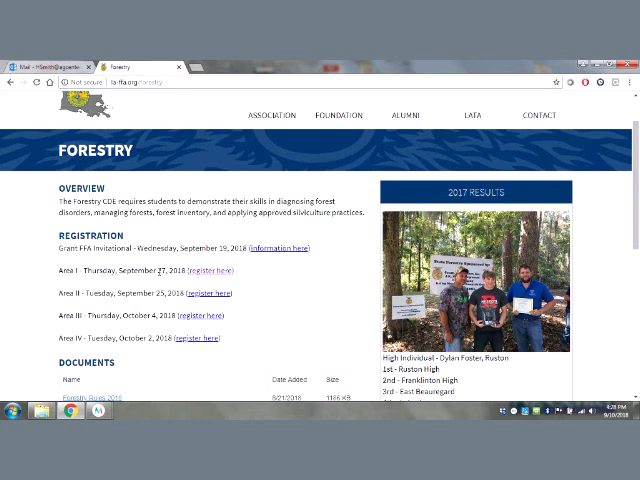 Mail - HSmith@agcenter.
Forestry
Not secure | la-ffa.org/forestry
ASSOCIATION FOUNDATION ALUMNI LATA CONTACT
FORESTRY
OVERVIEW
The Forestry CDE requires students to demonstrate their skills in diagnosing forest
disorders, managing forests, forest inventory, and applying approved silviculture practices.
REGISTRATION
Grant FFA Invitational - Wednesday, September 19, 2018 (information here)
Area I - Thursday, September 27, 2018 (register here)
Area II - Tuesday, September 25, 2018 (register here)
Area III - Thursday, October 4, 2018 (register here)
Area IV - Tuesday, October 2, 2018 (register here)
DOCUMENTS
Name Date Added Size
Forestry Rules 2018 8/21/2018 1186 KB
2017 RESULTS
State Forestry Sponsored by:
High Individual - Dylan Foster, Ruston
1st - Ruston High
2nd - Franklinton High
3rd - East Beauregard
4:28 PM
9/10/2018